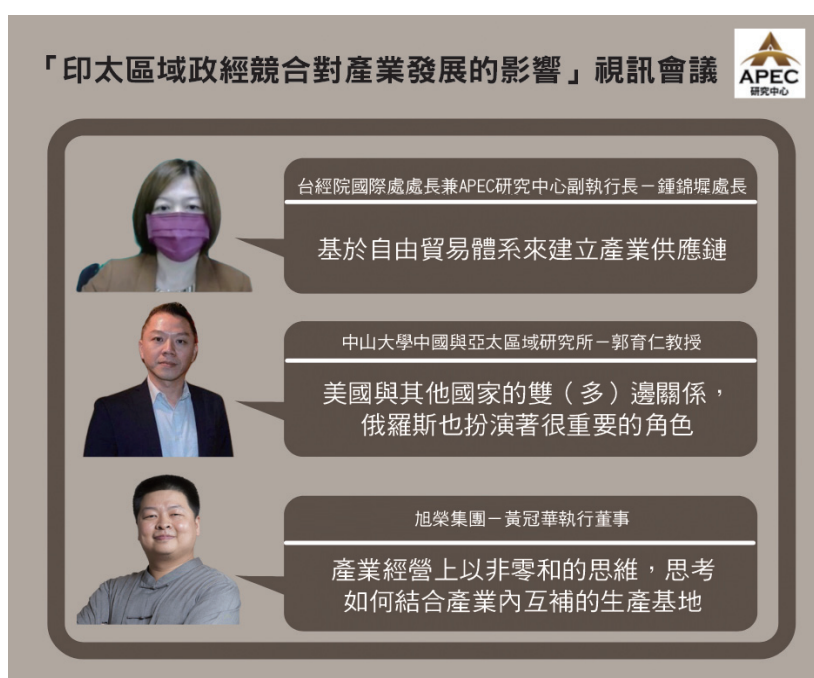 「印太區域政經競合對產業發展的影響」視訊會議
APEC
研究中心
台經院國際處處長兼APEC研究中心副執行長－鍾錦墀處長
基於自由貿易體系來建立產業供應鏈
中山大學中國與亞太區域研究所－郭育仁教授
美國與其他國家的雙（多）邊關係，
俄羅斯也扮演著很重要的角色
旭榮集團－黃冠華執行董事
產業經營上以非零和的思維，思考
如何結合產業內互補的生產基地